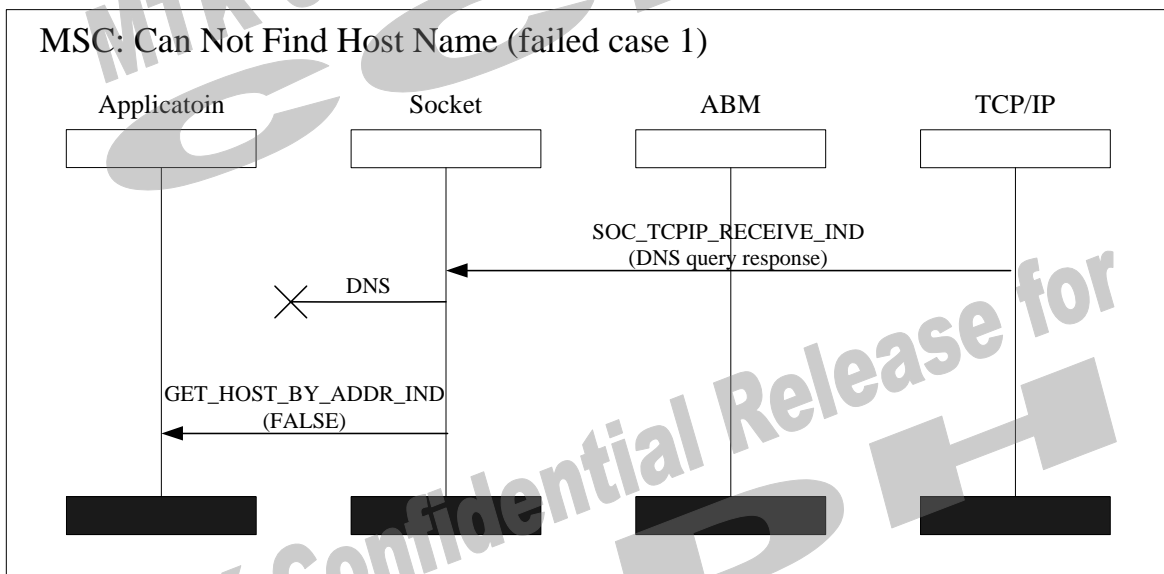 MSC: Can Not Find Host Name (failed case 1)
Applicatoin
Socket
ABM
TCP/IP
SOC_TCPIP_RECEIVE_IND
(DNS query response)
DNS
GET_HOST_BY_ADDR_IND
(FALSE)
Confidential Release for